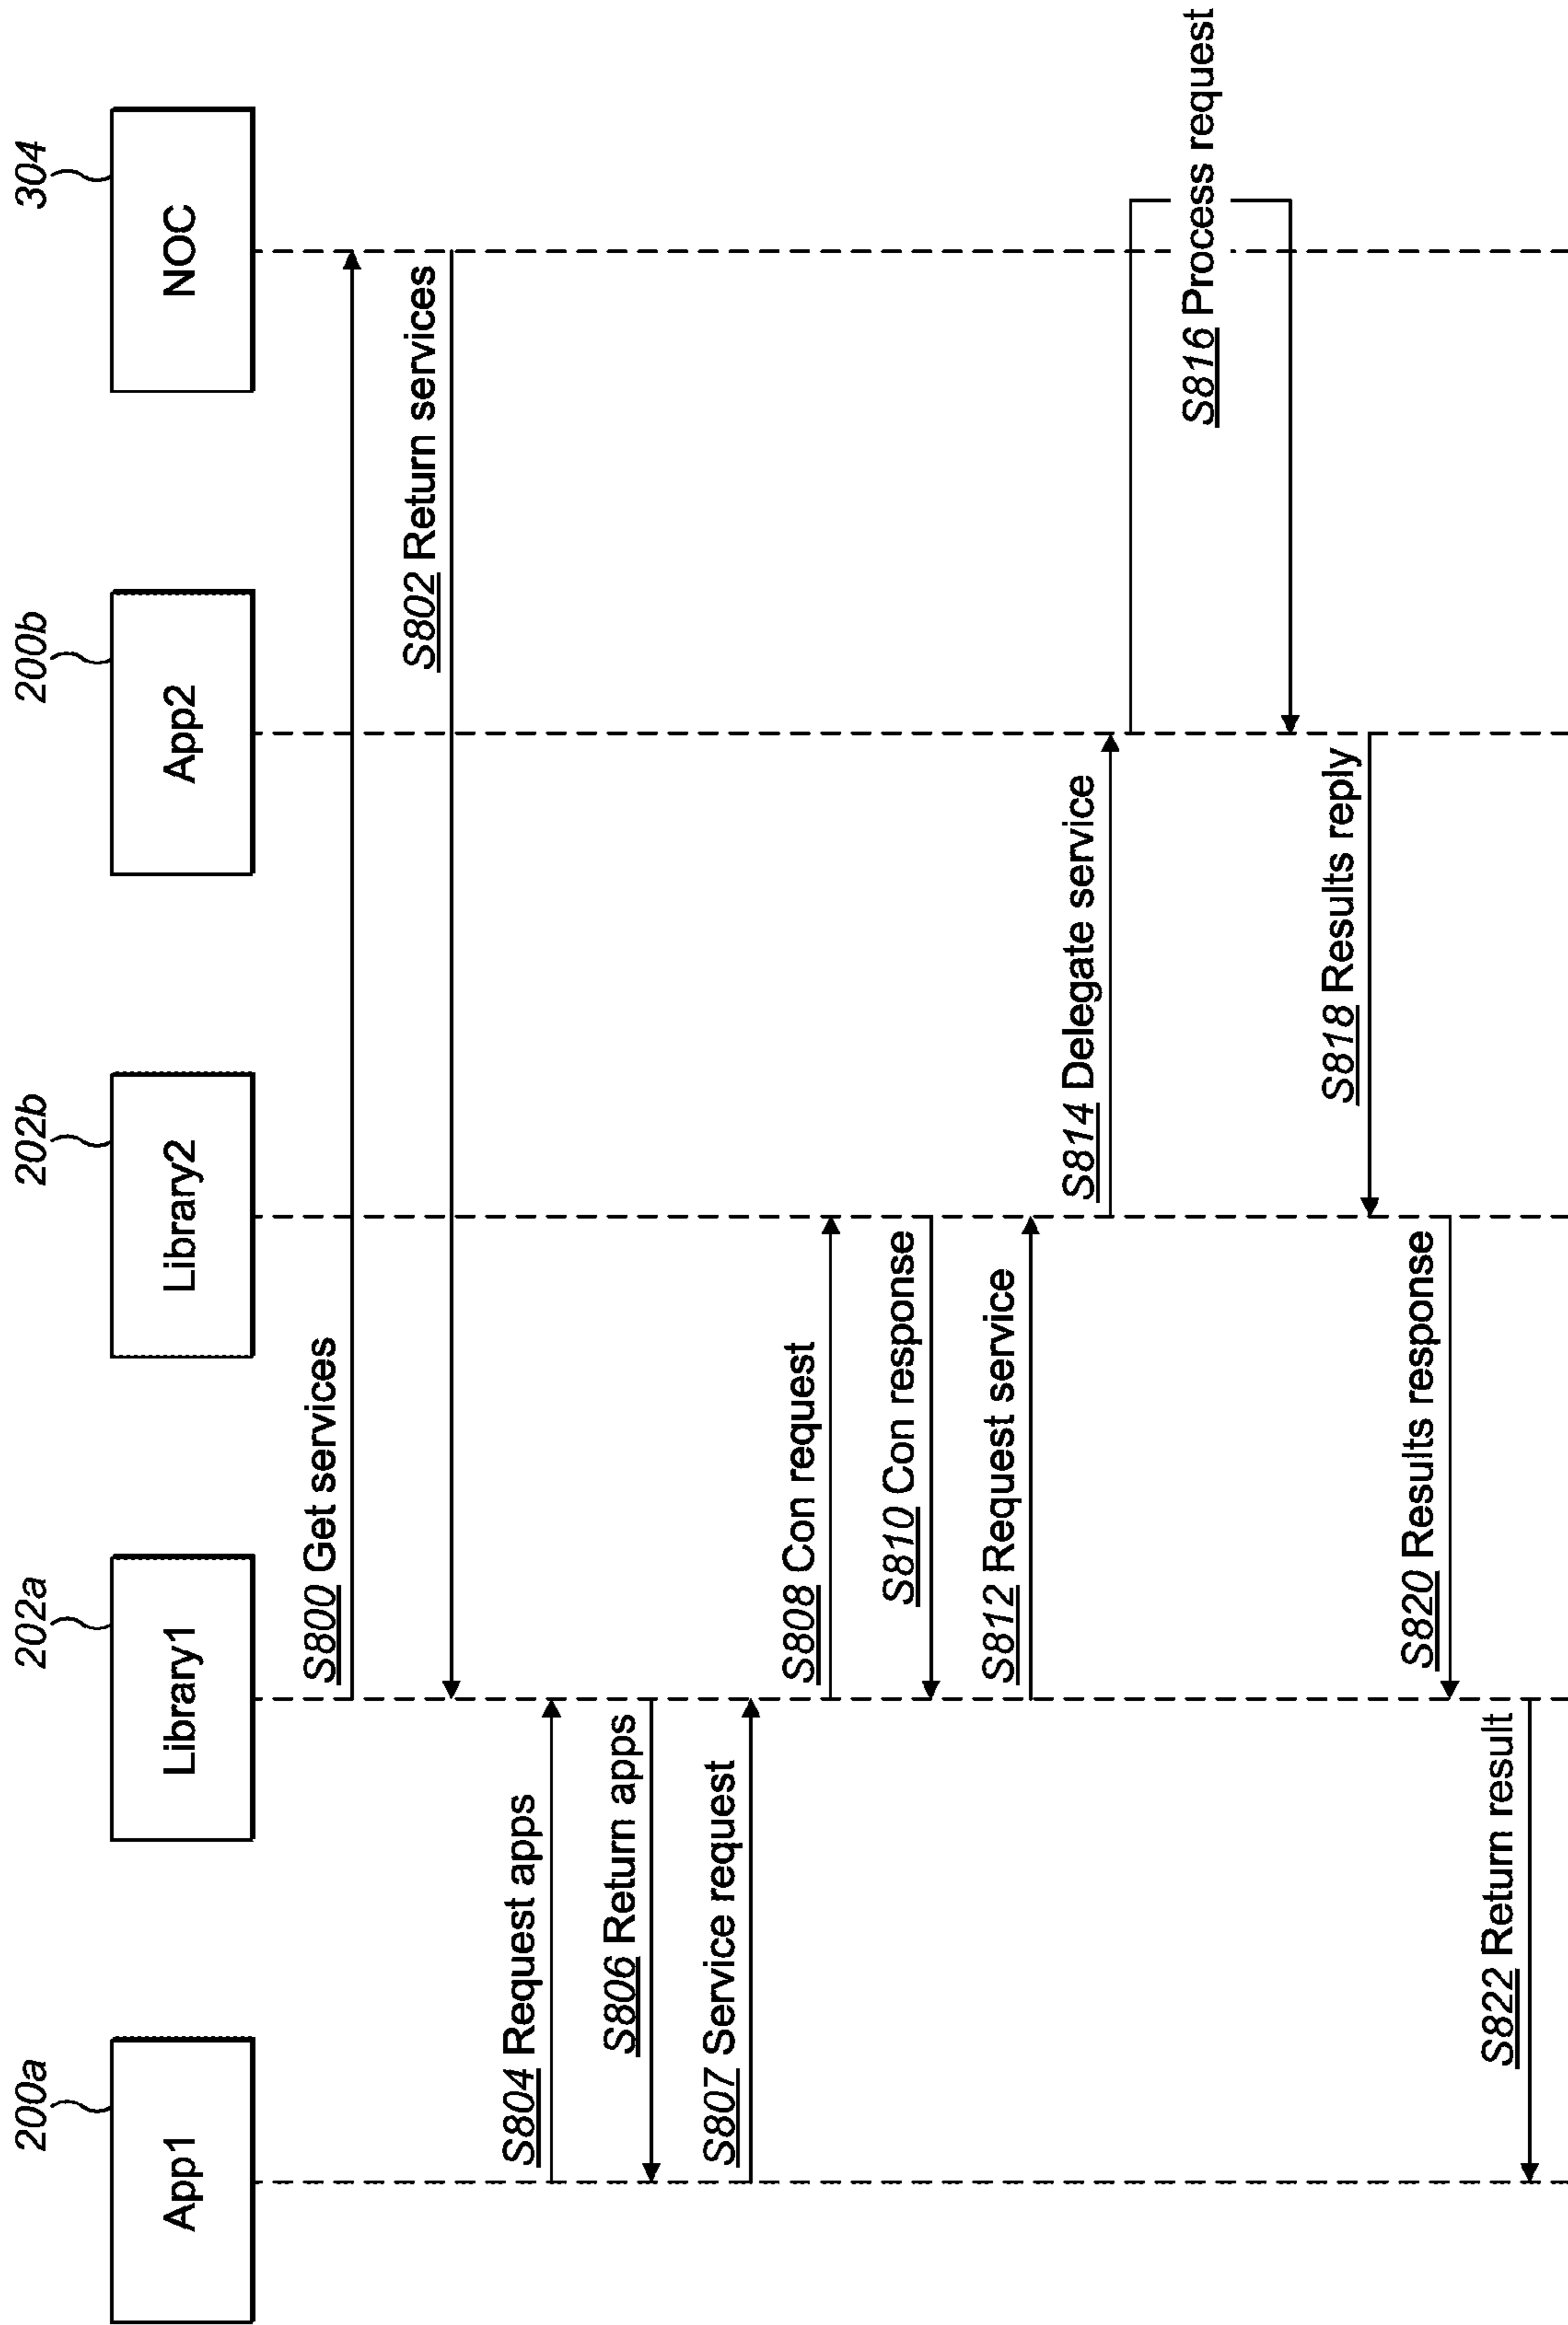 200a
202a
202b
200b
304
App1
Library1
Library2
App2
NOC
S800 Get services
S802 Return services
S804 Request apps
S806 Return apps
S807 Service request
S808 Con request
S810 Con response
S812 Request service
S814 Delegate service
S816 Process request
S818 Results reply
S820 Results response
S822 Return result